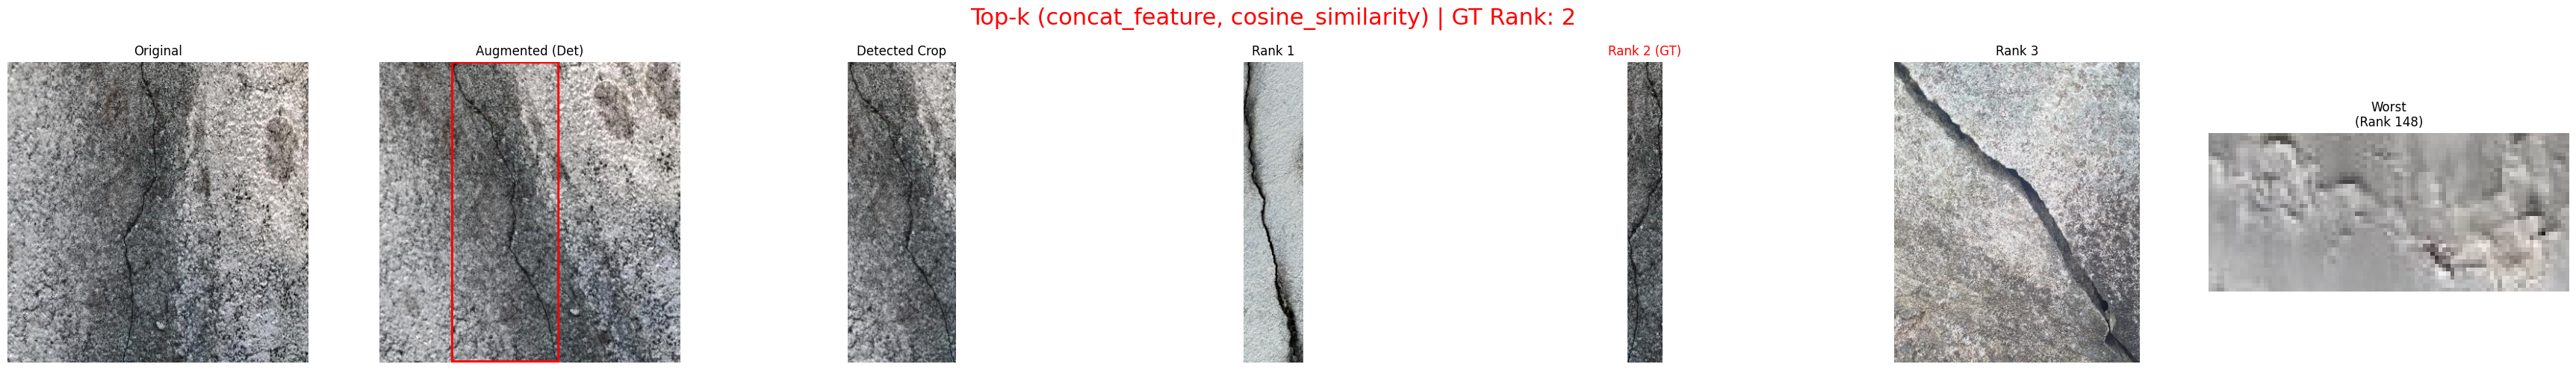 Top-k (concat_feature, cosine_similarity) | GT Rank: 2
Original
Augmented (Det)
Detected Crop
Rank 1
Rank 2 (GT)
Rank 3
Worst
(Rank 148)